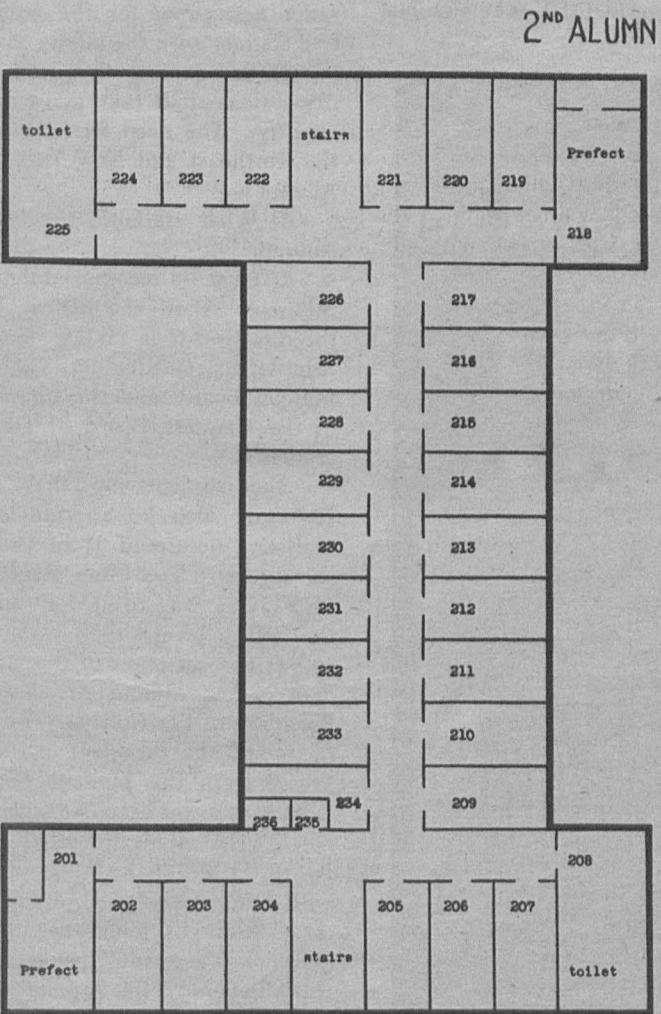 2ND ALUMN
toilet
stairs
Prefect
224 223 222 221 220 219
225 218
226 217
227 216
228 215
229 214
230 213
231 212
232 211
233 210
236 235 234 209
201 208
202 203 204 205 206 207
stairs
Prefect toilet